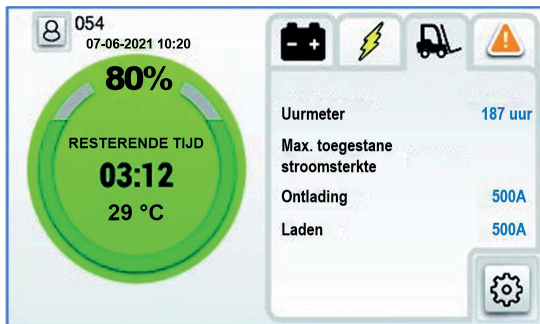 054
07-06-2021 10:20
80%
RESTERENDE TIJD
03:12
29 °C
Uurmeter 187 uur
Max. toegestane
stroomsterkte
Ontlading 500A
Laden 500A